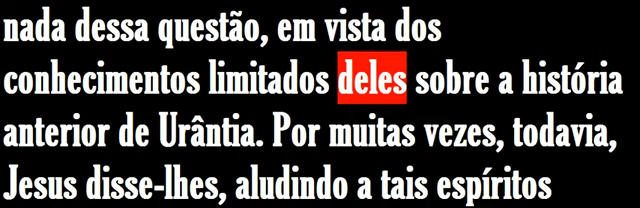 nada dessa questão, em vista dos
conhecimentos limitados deles sobre a história
anterior de Urântia. Por muitas vezes, todavia,
Jesus disse-lhes, aludindo a tais espíritos